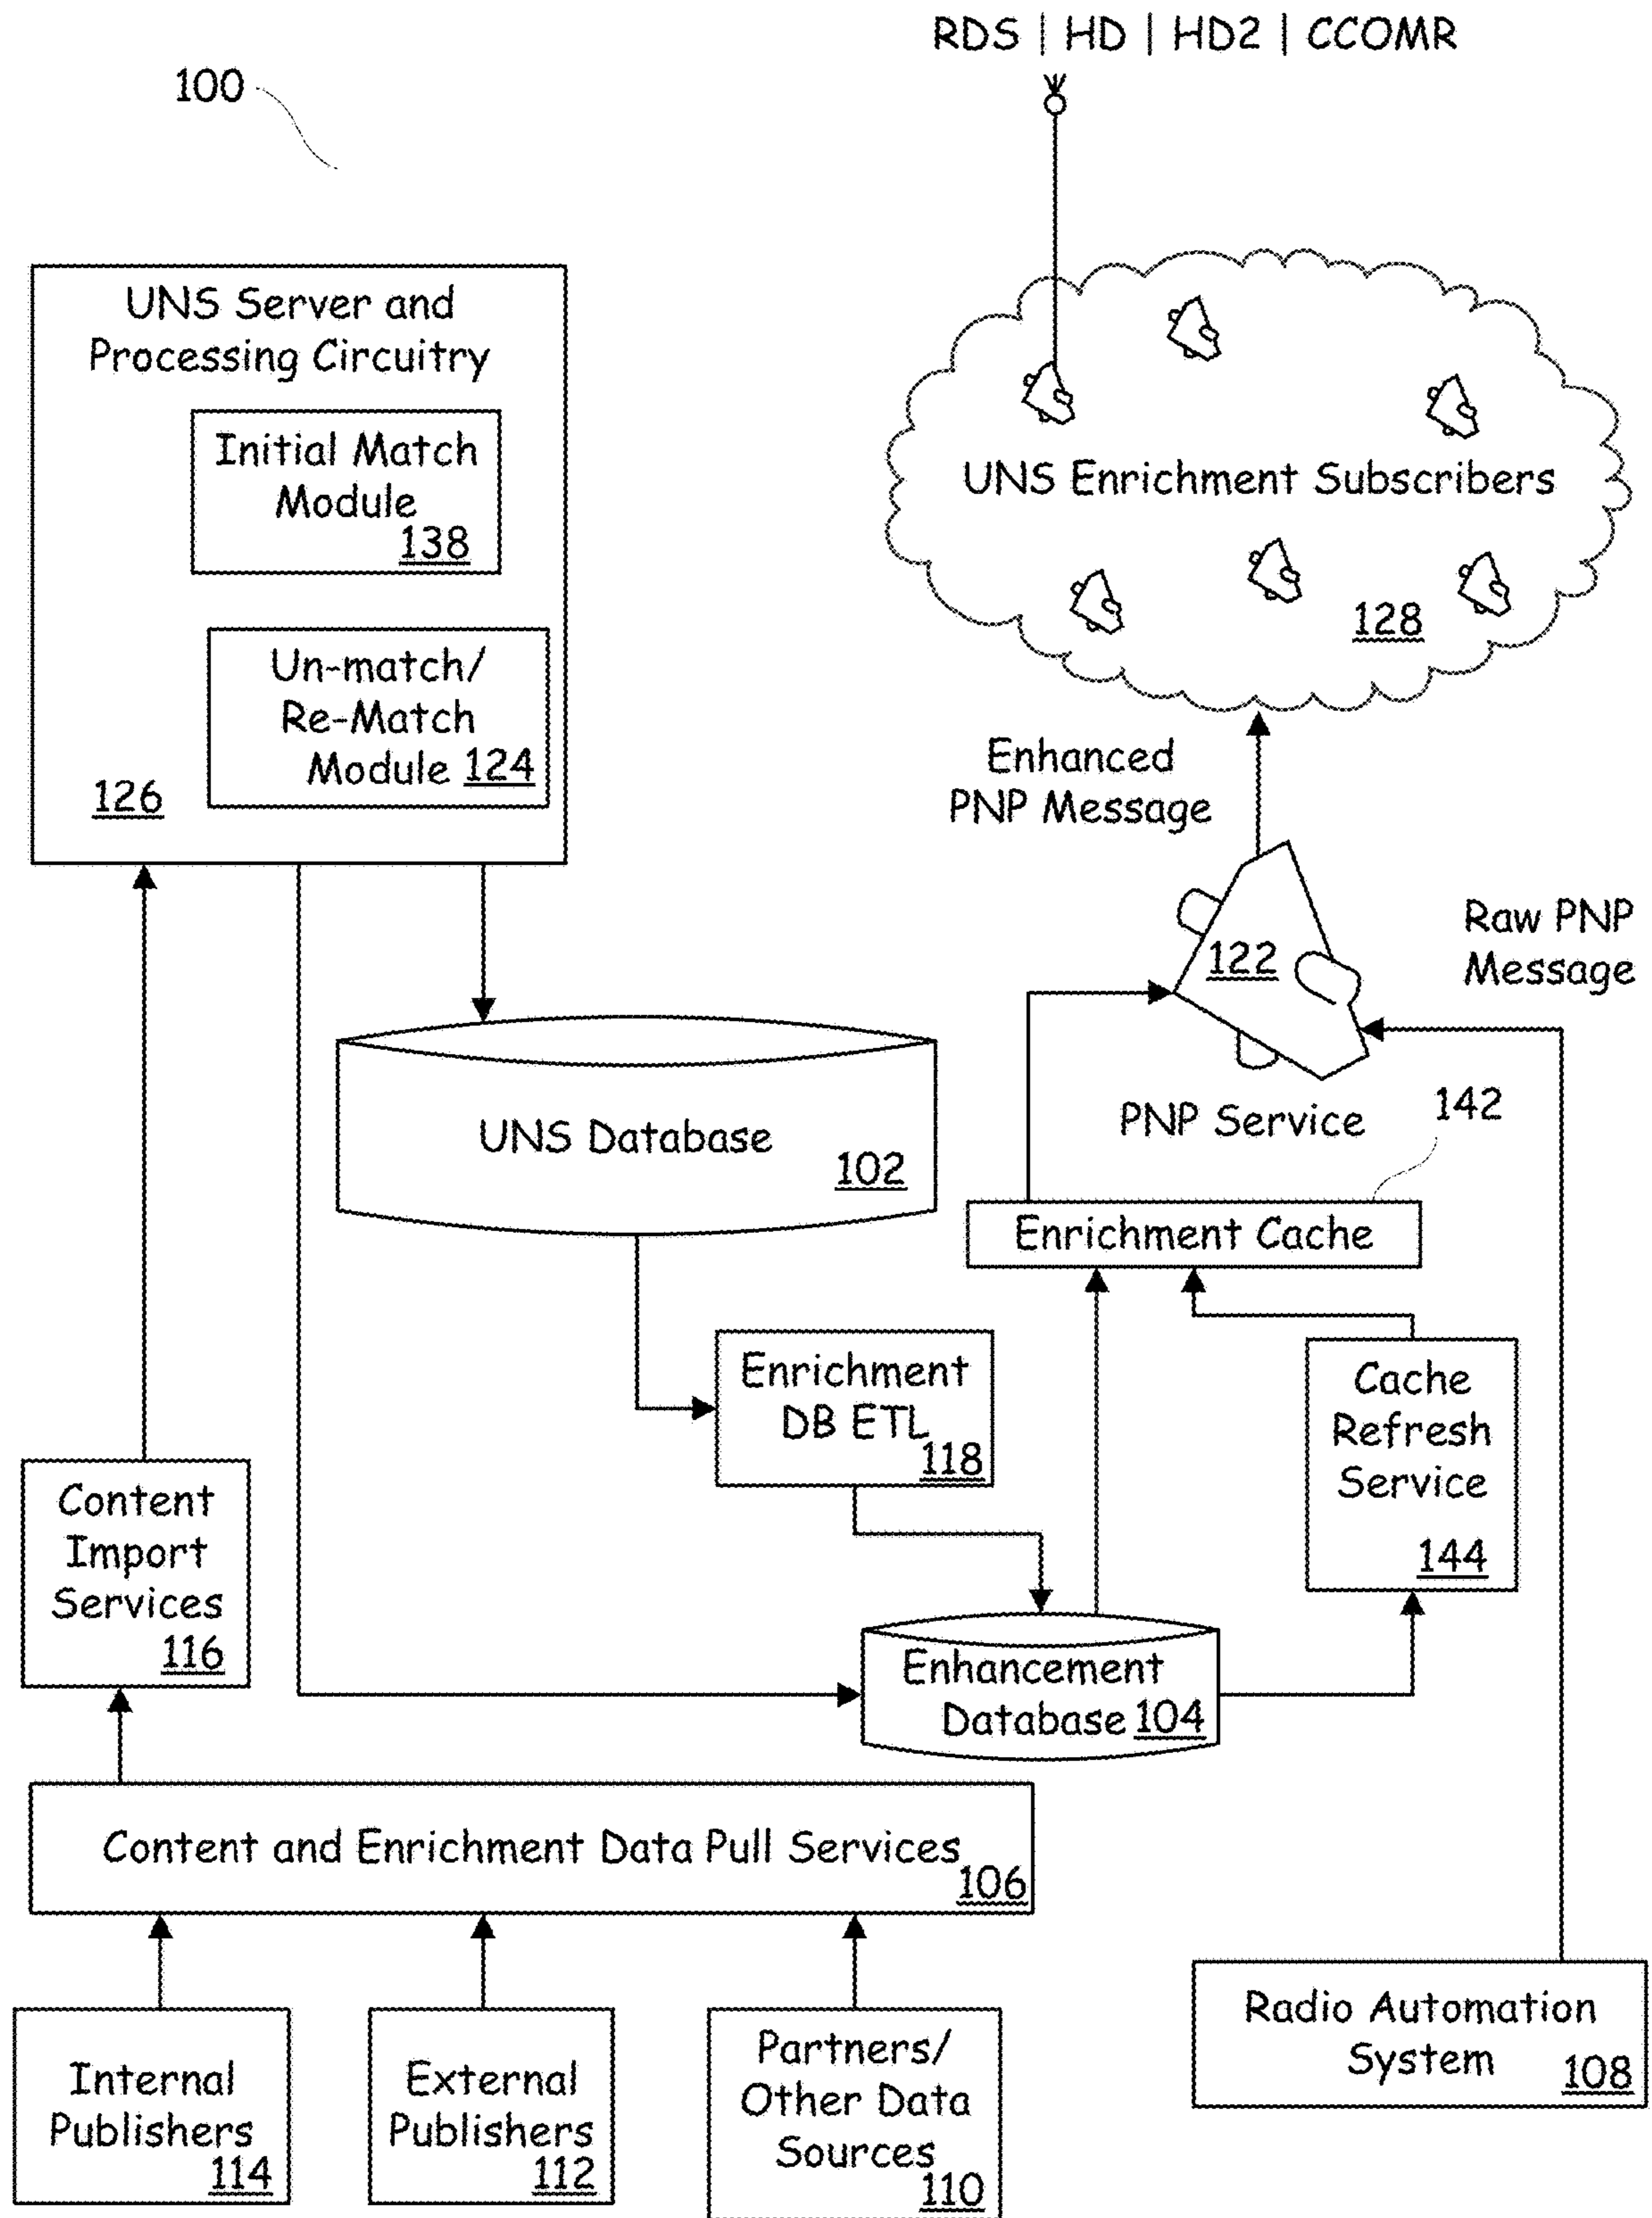 RDS | HD | HD2 | CCOMR
100
UNS Server and
Processing Circuitry
Initial Match
Module
138
Un-match/
Re-Match
Module 124
126
UNS Enrichment Subscribers
128
Enhanced
PNP Message
122
Raw PNP
Message
PNP Service
142
UNS Database
102
Enrichment Cache
Enrichment
DB ETL
118
Cache
Refresh
Service
144
Content
Import
Services
116
Enhancement
Database 104
Content and Enrichment Data Pull Services
106
Internal
Publishers
114
External
Publishers
112
Partners/
Other Data
Sources
110
Radio Automation
System
108